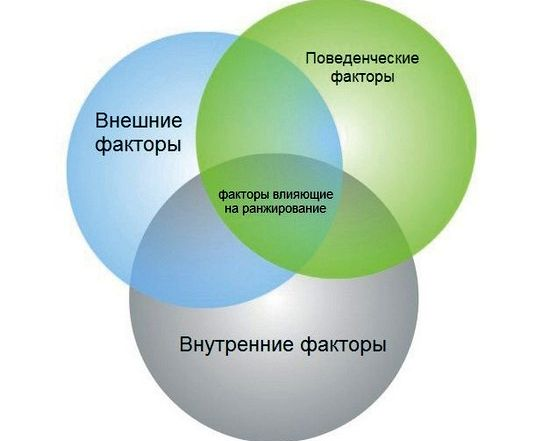 Поведенческие
факторы
Внешние
факторы
факторы влияющие
на ранжирование
Внутренние факторы